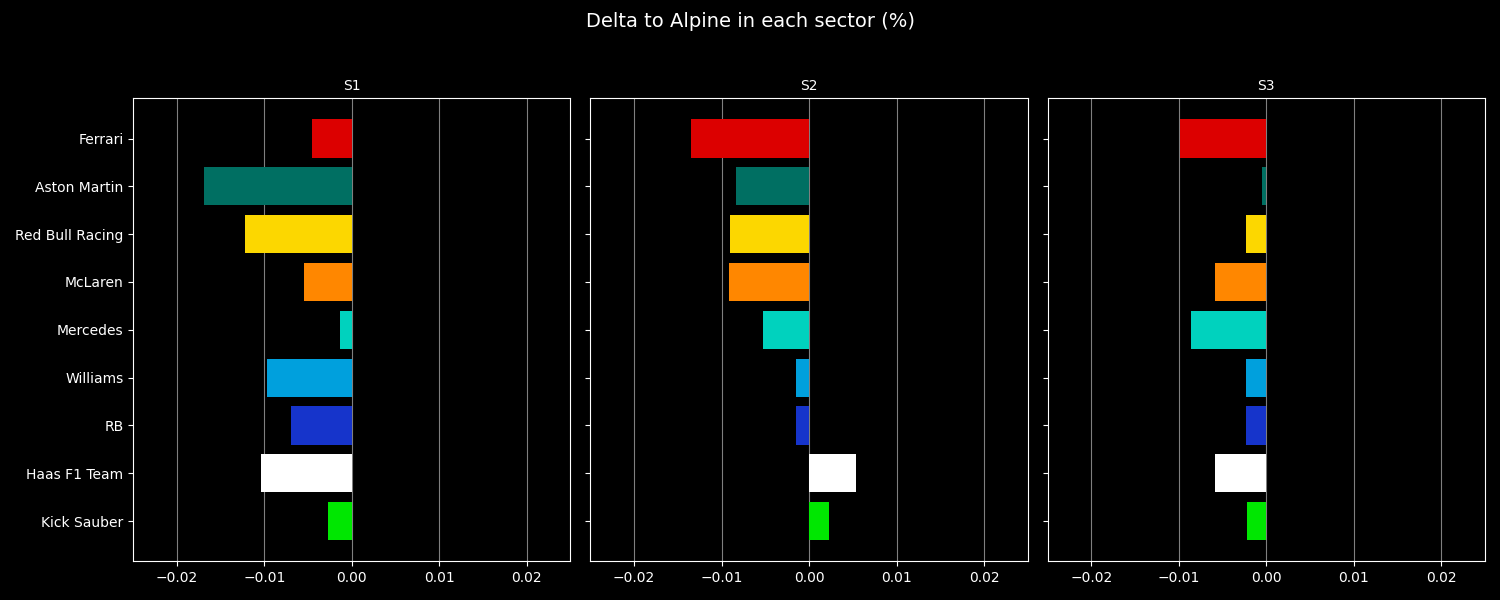 Delta to Alpine in each sector (%)
S1
S2
S3
Ferrari
Aston Martin
Red Bull Racing
McLaren
Mercedes
Williams
RB
Haas F1 Team
Kick Sauber
−0.02 −0.01 0.00 0.01 0.02
−0.02 −0.01 0.00 0.01 0.02
−0.02 −0.01 0.00 0.01 0.02